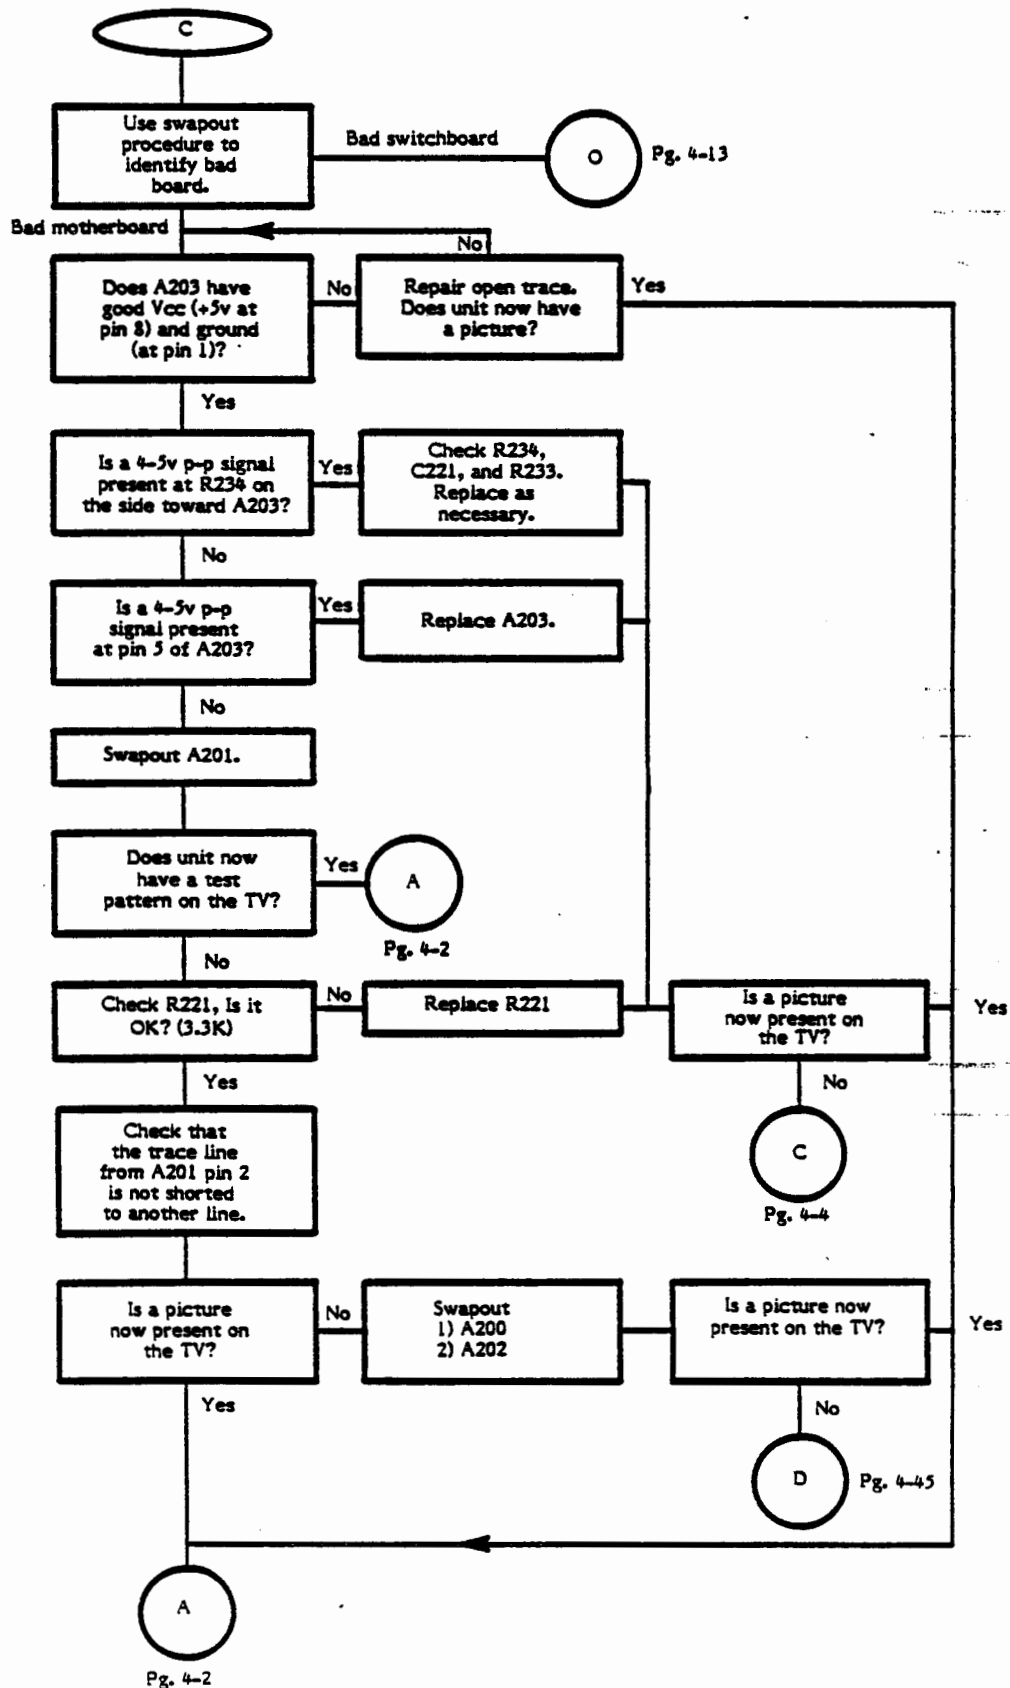 C
Use swapout
procedure to
identify bad
board.
Bad switchboard
O
Pg. 4-13
Bad motherboard
No
Does A203 have
good Vcc (+5v at
pin 8) and ground
(at pin 1)?
No
Repair open trace.
Does unit now have
a picture?
Yes
Yes
Is a 4-5v p-p signal
present at R234 on
the side toward A203?
Yes
Check R234,
C221, and R233.
Replace as
necessary.
No
Is a 4-5v p-p
signal present
at pin 5 of A203?
Yes
Replace A203.
No
Swapout A201.
Does unit now
have a test
pattern on the TV?
Yes
A
Pg. 4-2
No
Check R221, Is it
OK? (3.3K)
No
Replace R221
Is a picture
now present on
the TV?
Yes
Yes
No
Check that
the trace line
from A201 pin 2
is not shorted
to another line.
C
Pg. 4-4
Is a picture
now present on
the TV?
No
Swapout
1) A200
2) A202
Is a picture now
present on the TV?
Yes
Yes
No
D
Pg. 4-45
A
Pg. 4-2